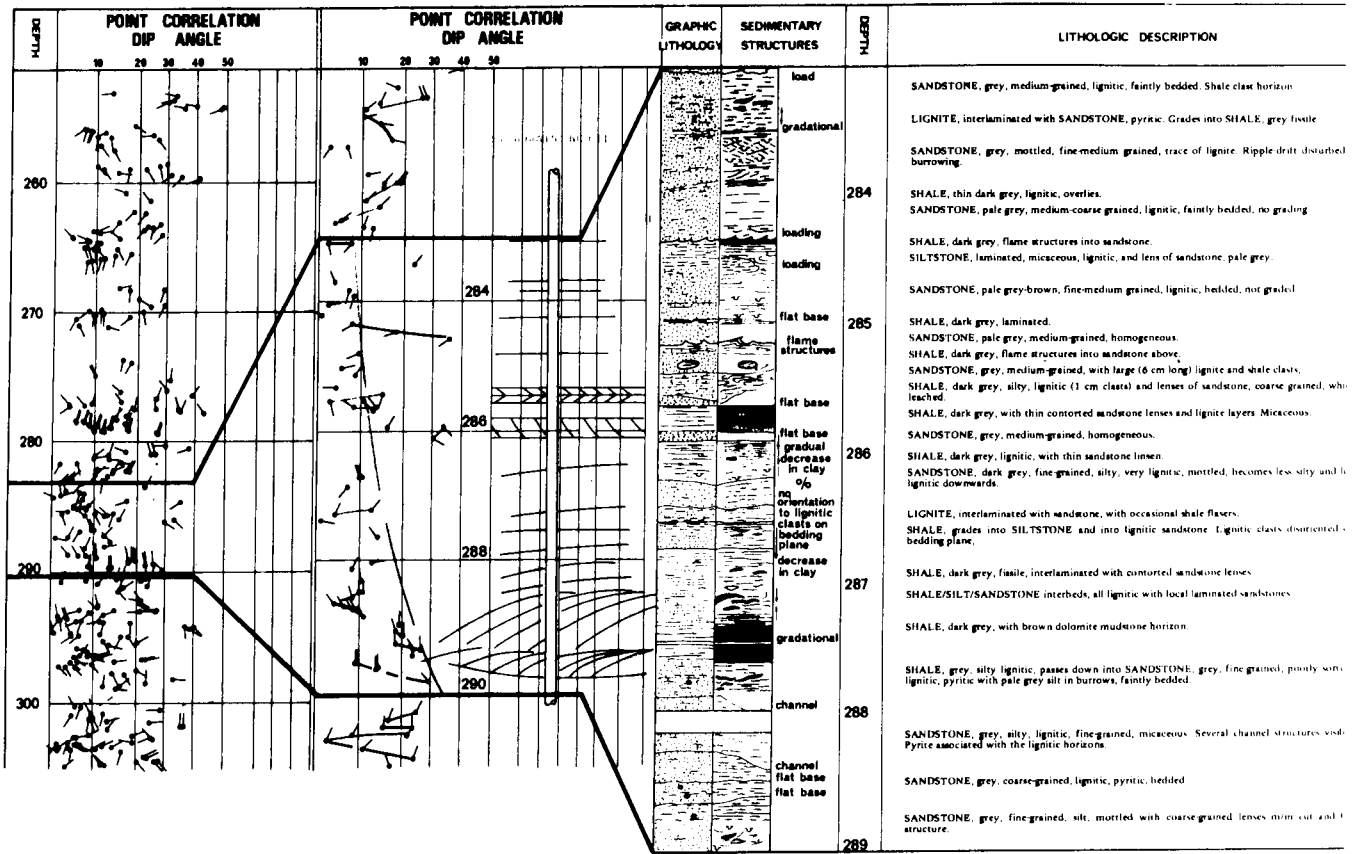 DEPTH
POINT CORRELATION
DIP ANGLE
10 20 30 40 50
260
270
280
290
300
POINT CORRELATION
DIP ANGLE
10 20 30 40 50
284
286
288
290
GRAPHIC
LITHOLOGY
SEDIMENTARY
STRUCTURES
load
gradational
loading
loading
flat base
flame
structures
flat base
flat base
gradual
decrease
in clay
%
no
orientation
to lignitic
clasts on
bedding
plane
decrease
in clay
gradational
channel
channel
flat base
flat base
DEPTH
284
285
286
287
288
289
LITHOLOGIC DESCRIPTION
SANDSTONE, grey, medium-grained, lignitic, faintly bedded. Shale clast horizon
LIGNITE, interlaminated with SANDSTONE, pyritic. Grades into SHALE, grey fissile
SANDSTONE, grey, mottled, fine-medium grained, trace of lignite. Ripple-drift disturbed
burrowing.
SHALE, thin dark grey, lignitic, overlies.
SANDSTONE, pale grey, medium-coarse grained, lignitic, faintly bedded, no grading
SHALE, dark grey, flame structures into sandstone.
SILTSTONE, laminated, micaceous, lignitic, and lens of sandstone, pale grey.
SANDSTONE, pale grey-brown, fine-medium grained, lignitic, bedded, not graded
SHALE, dark grey, laminated.
SANDSTONE, pale grey, medium-grained, homogeneous.
SHALE, dark grey, flame structures into sandstone above.
SANDSTONE, grey, medium-grained, with large (6 cm long) lignite and shale clasts,
SHALE, dark grey, silty, lignitic (1 cm clasts) and lenses of sandstone, coarse grained,
leached.
SHALE, dark grey, with thin contorted sandstone lenses and lignite layers. Micaceous.
SANDSTONE, grey, medium-grained, homogeneous.
SHALE, dark grey, lignitic, with thin sandstone linsen.
SANDSTONE, dark grey, fine-grained, silty, very lignitic, mottled, becomes less silty and
lignitic downwards.
LIGNITE, interlaminated with sandstone, with occasional shale flasers.
SHALE, grades into SILTSTONE and into lignitic sandstone. Lignitic clasts disoriented
bedding plane,
SHALE, dark grey, fissile, interlaminated with contorted sandstone lenses
SHALE/SILT/SANDSTONE interbeds, all lignitic with local laminated sandstones
SHALE, dark grey, with brown dolomite mudstone horizon.
SHALE, grey, silty lignitic, passes down into SANDSTONE, grey, fine grained, poorly
lignitic, pyritic with pale grey silt in burrows, faintly bedded.
SANDSTONE, grey, silty, lignitic, fine-grained, micaceous. Several channel structures
Pyrite associated with the lignitic horizons.
SANDSTONE, grey, coarse-grained, lignitic, pyritic, bedded
SANDSTONE, grey, fine-grained, silt, mottled with coarse-grained lenses cut and
structure.